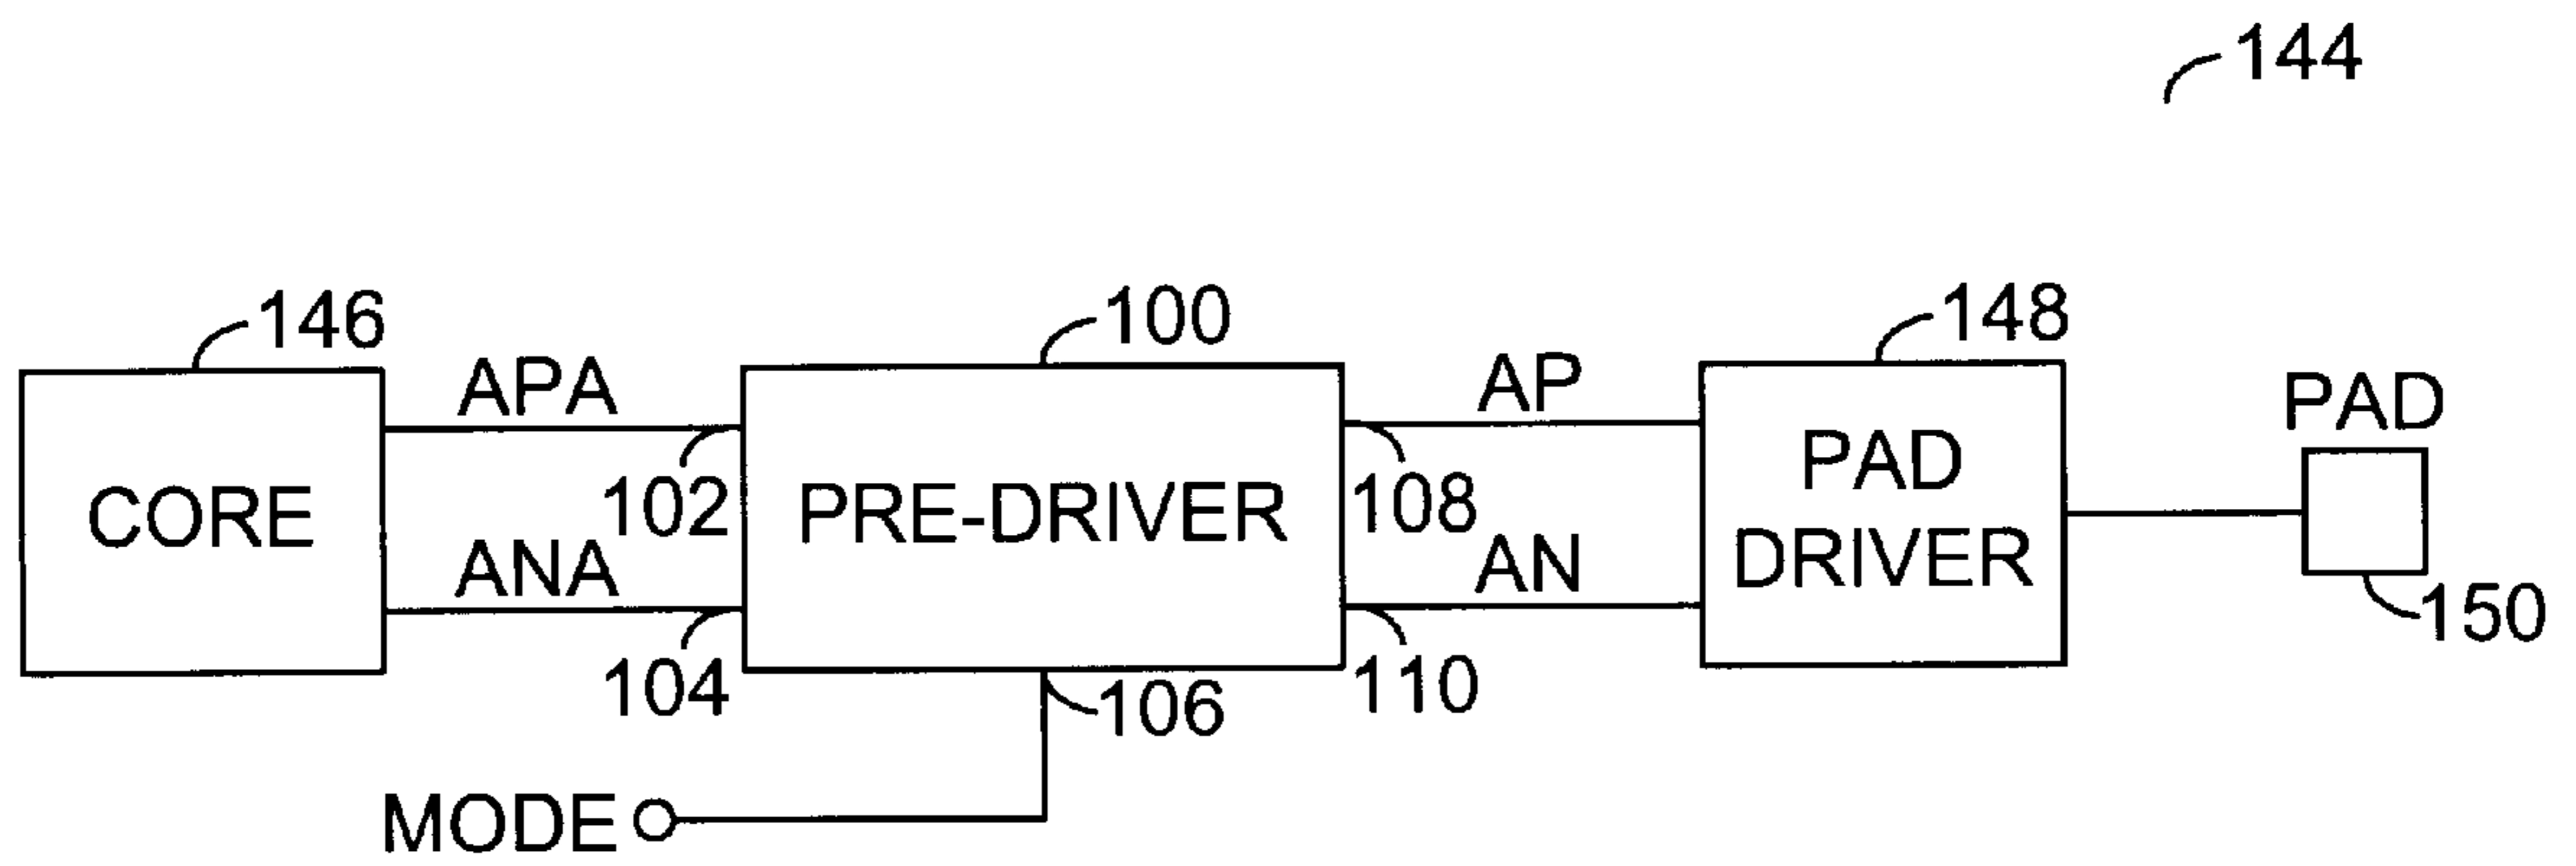 144
146
APA
100
AP
148
PAD
CORE
102
PRE-DRIVER
108
PAD
DRIVER
ANA
AN
150
104
106
110
MODE